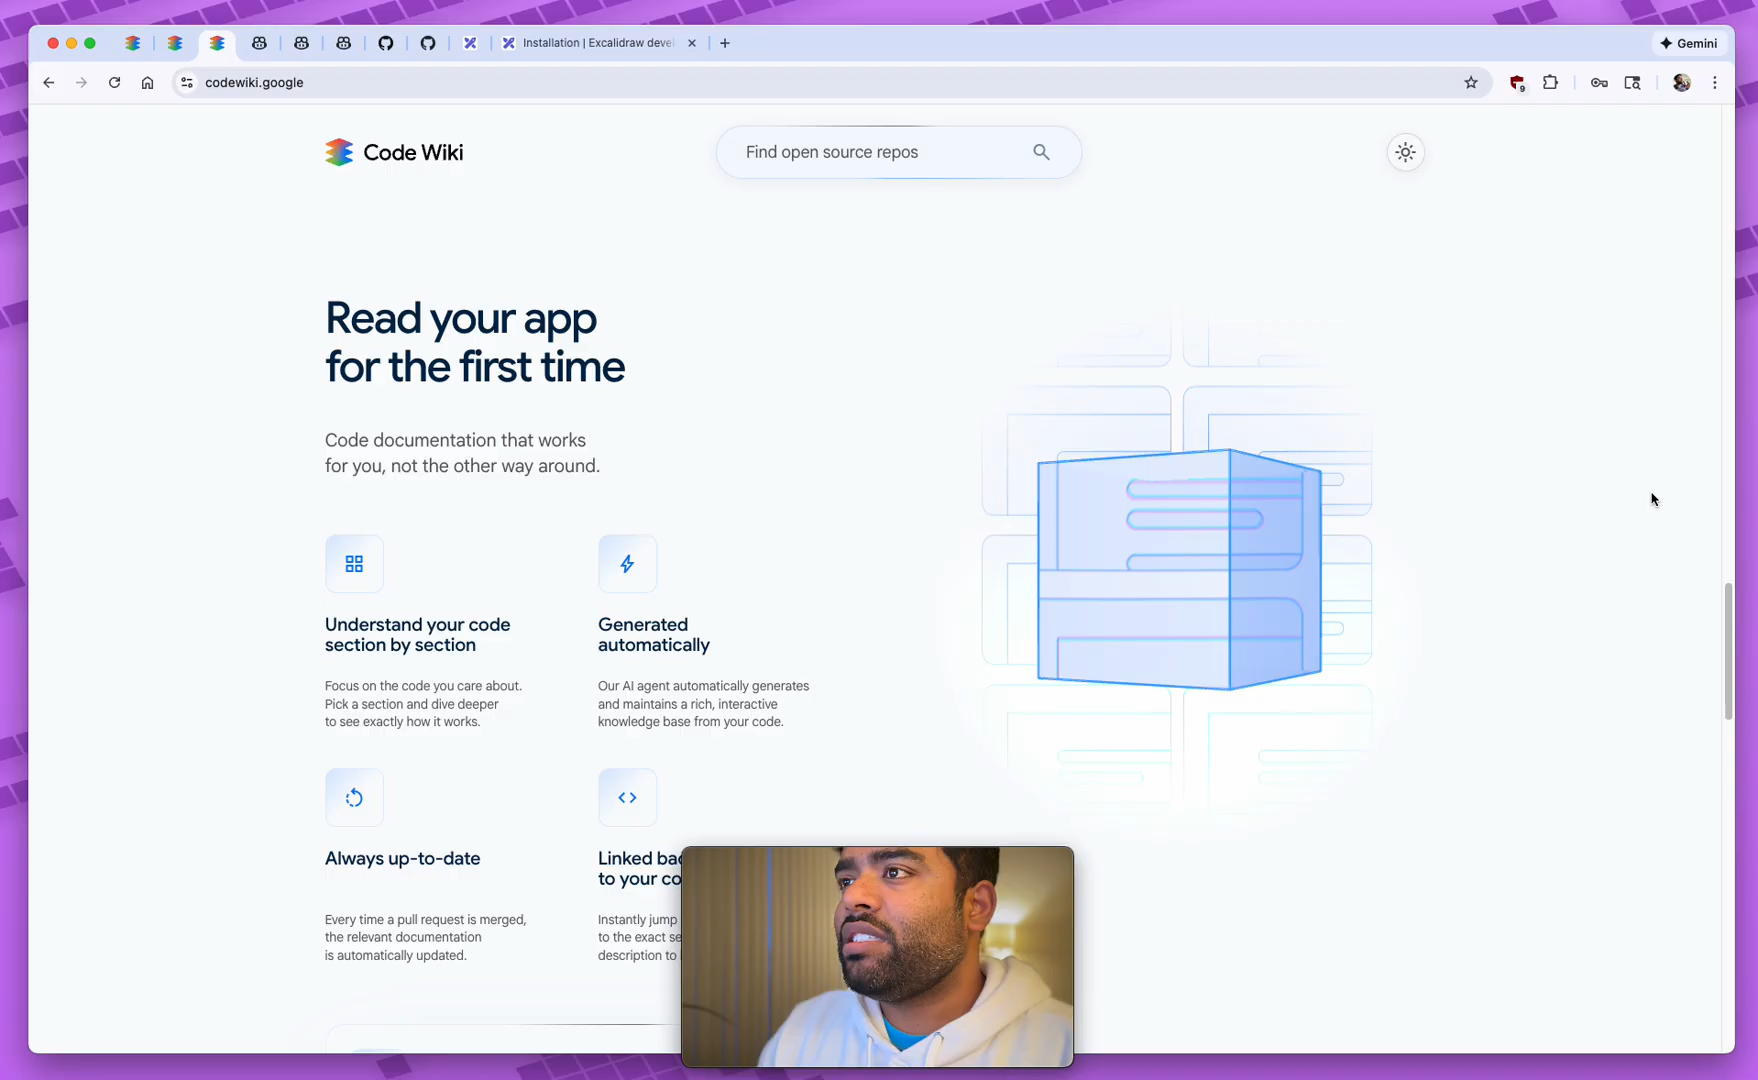 Installation | Excalidraw deve
Gemini
codewiki.google
9
Code Wiki
Find open source repos
Read your app
for the first time
Code documentation that works
for you, not the other way around.
Understand your code
section by section
Focus on the code you care about.
Pick a section and dive deeper
to see exactly how it works.
Generated
automatically
Our AI agent automatically generates
and maintains a rich, interactive
knowledge base from your code.
Always up-to-date
Every time a pull request is merged,
the relevant documentation
is automatically updated.
Linked bac
to your co
Instantly jump
to the exact se
description to